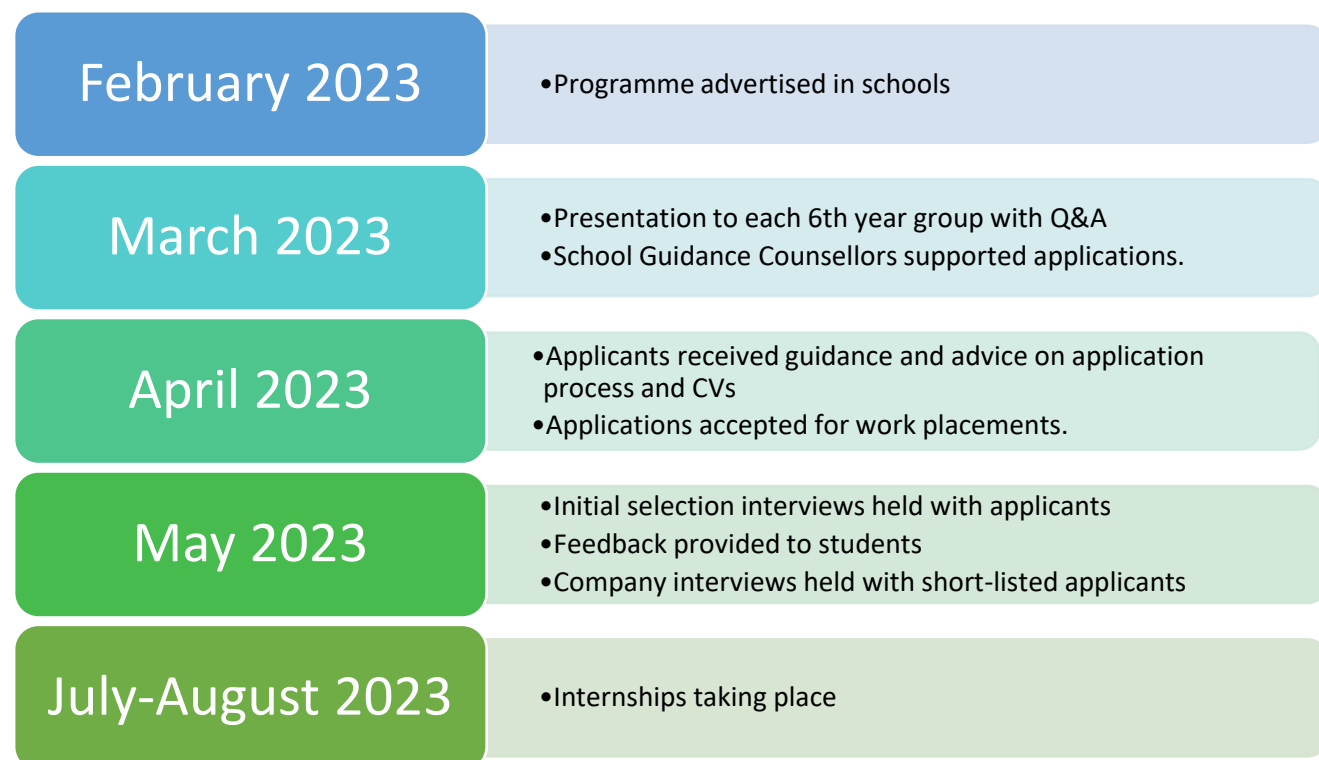 February 2023
•Programme advertised in schools
March 2023
•Presentation to each 6th year group with Q&A
•School Guidance Counsellors supported applications.
April 2023
•Applicants received guidance and advice on application
process and CVs
•Applications accepted for work placements.
May 2023
•Initial selection interviews held with applicants
•Feedback provided to students
•Company interviews held with short-listed applicants
July-August 2023
•Internships taking place